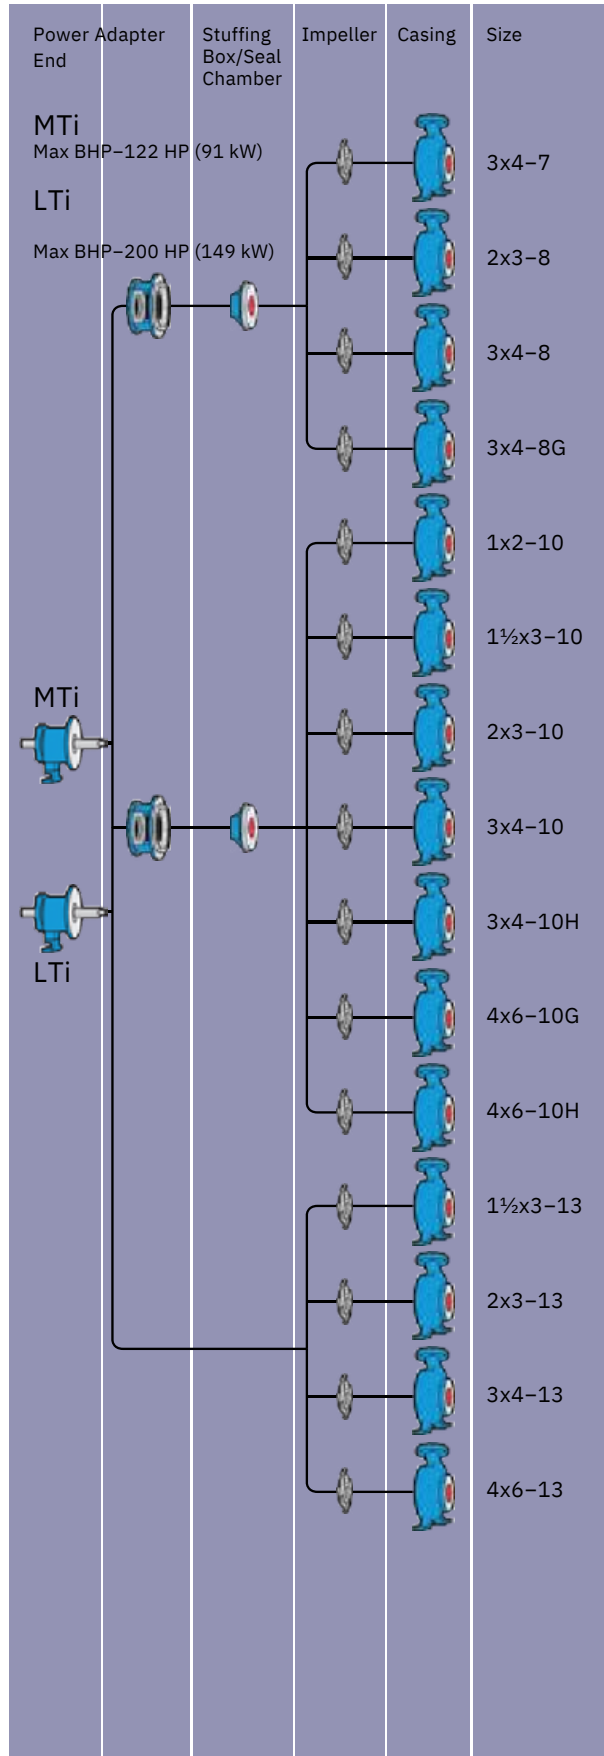 Power Adapter
End
Stuffing
Box/Seal
Chamber
Impeller
Casing
Size
MTi
Max BHP–122 HP (91 kW)
LTi
Max BHP–200 HP (149 kW)
3x4–7
2x3–8
3x4–8
3x4–8G
1x2–10
1½x3–10
2x3–10
MTi
3x4–10
3x4–10H
LTi
4x6–10G
4x6–10H
1½x3–13
2x3–13
3x4–13
4x6–13